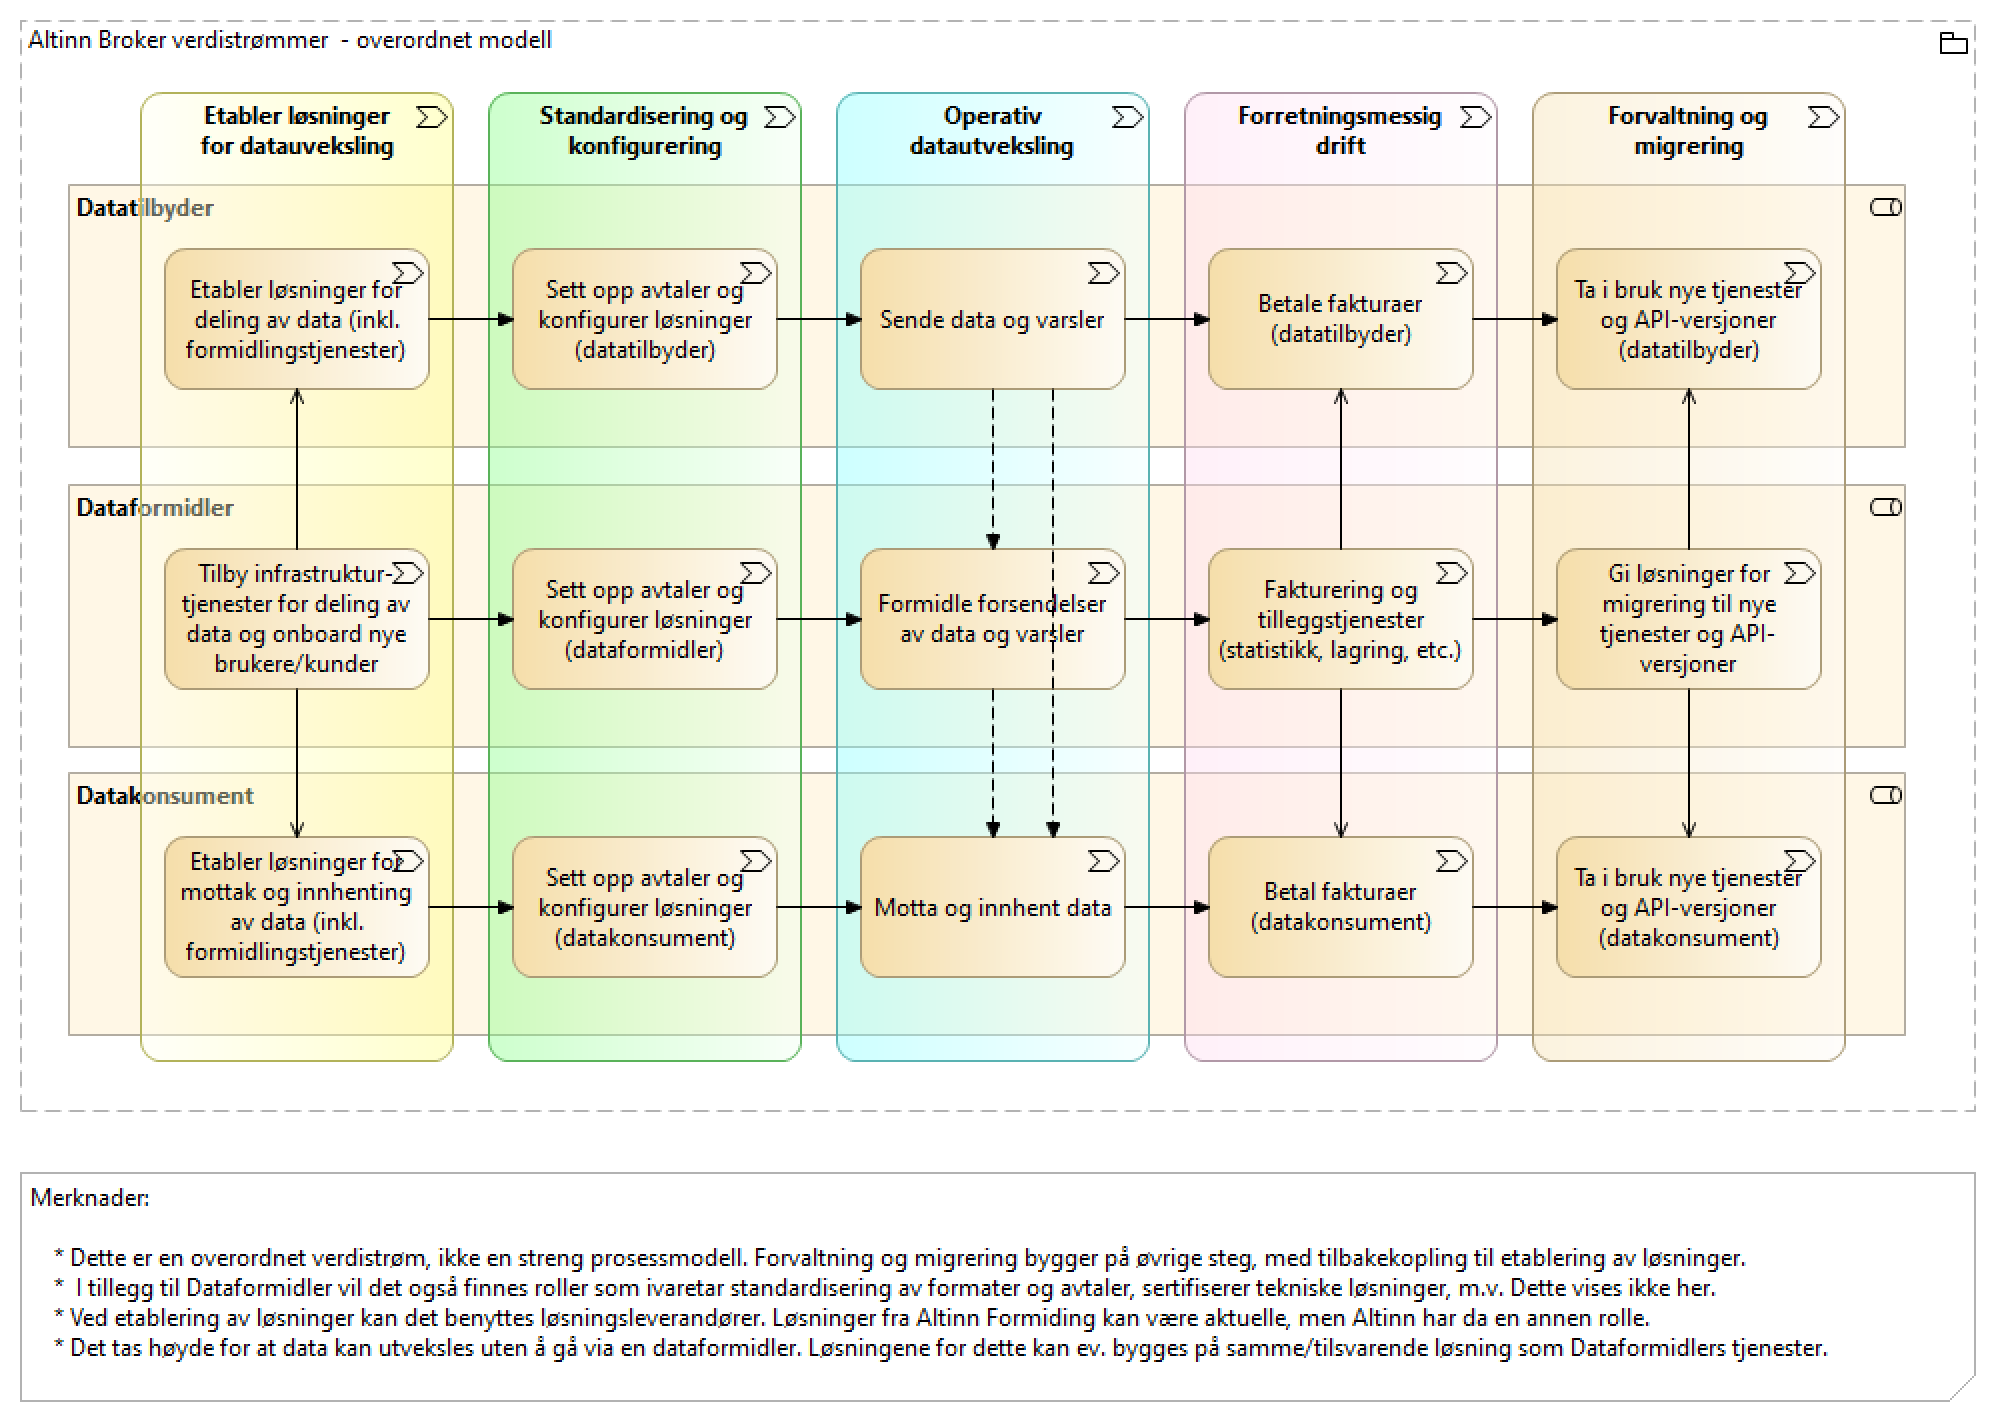 Altinn Broker verdistrømmer  - overordnet modell
Etabler løsninger
for datauveksling
Standardisering og
konfigurering
Operativ
datautveksling
Forretningsmessig
drift
Forvaltning og
migrering
Datatilbyder
Etabler løsninger for
deling av data (inkl.
formidlingstjenester)
Sett opp avtaler og
konfigurer løsninger
(datatilbyder)
Sende data og varsler
Betale fakturaer
(datatilbyder)
Ta i bruk nye tjenester
og API-versjoner
(datatilbyder)
Dataformidler
Tilby infrastruktur-
tjenester for deling av
data og onboard nye
brukere/kunder
Sett opp avtaler og
konfigurer løsninger
(dataformidler)
Formidle forsendelser
av data og varsler
Fakturering og
tilleggstjenester
(statistikk, lagring, etc.)
Gi løsninger for
migrering til nye
tjenester og API-
versjoner
Datakonsument
Etabler løsninger for
mottak og innhenting
av data (inkl.
formidlingstjenester)
Sett opp avtaler og
konfigurer løsninger
(datakonsument)
Motta og innhent data
Betal fakturaer
(datakonsument)
Ta i bruk nye tjenester
og API-versjoner
(datakonsument)
Merknader:
* Dette er en overordnet verdistrøm, ikke en streng prosessmodell. Forvaltning og migrering bygger på øvrige steg, med tilbakekopling til etablering av løsninger.
*  I tillegg til Dataformidler vil det også finnes roller som ivaretar standardisering av formater og avtaler, sertifiserer tekniske løsninger, m.v. Dette vises ikke her.
* Ved etablering av løsninger kan det benyttes løsningsleverandører. Løsninger fra Altinn Formiding kan være aktuelle, men Altinn har da en annen rolle.
* Det tas høyde for at data kan utveksles uten å gå via en dataformidler. Løsningene for dette kan ev. bygges på samme/tilsvarende løsning som Dataformidlers tjenester.